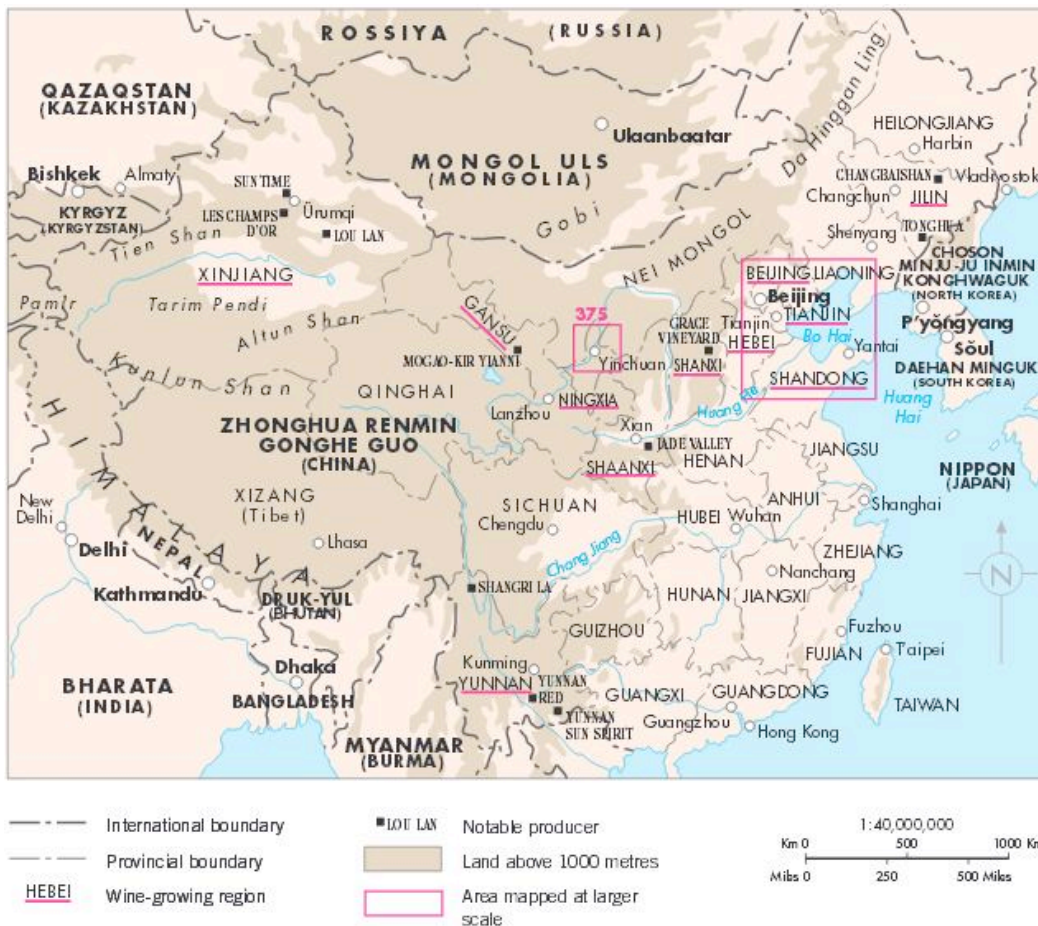 ROSSIYA (RUSSIA)
QAZAQSTAN
(KAZAKHSTAN)
Ulaanbaatar
Da Hinggan Ling
HEILONGJIANG
Harbin
MONGOL ULS
(MONGOLIA)
Bishkek
Almaty
SUNTIME
CHANGBAISHAN
Vladivostok
Changchun
JILIN
KYRGYZ
(KYRGYZSTAN)
LES CHAMPS
D'OR
Ürumqi
LOU LAN
Gobi
Tien Shan
NEI MONGOL
Shenyang
TONGHUA
CHOSON
MINJU-JU INMIN
KONGHWAGUK
(NORTH KOREA)
XINJIANG
Pamir
Tarim Pendi
BEIJING
LIAONING
Beijing
GANSU
375
GRACE
VINEYARD
Tianjin
TIANJIN
P'yŏngyang
Altun Shan
HEBEI
Bo Hai
MOGAO-KIR YIANNI
Yinchuan
SHANXI
Yantai
Sŏul
DAEHAN MINGUK
(SOUTH KOREA)
Kunlun Shan
QINGHAI
SHANDONG
Lanzhou
NINGXIA
Huang He
Huang
Hai
HIMALAYA
ZHONGHUA RENMIN
GONGHE GUO
(CHINA)
Xian
JADE VALLEY
JIANGSU
SHAANXI
HENAN
NIPPON
(JAPAN)
New
Delhi
XIZANG
(Tibet)
SICHUAN
ANHUI
Shanghai
Chengdu
HUBEI
Wuhan
Delhi
NEPAL
Lhasa
Chang Jiang
ZHEJIANG
N
Kathmandu
DRUK-YUL
(BHUTAN)
SHANGRI LA
Nanchang
HUNAN
JIANGXI
GUIZHOU
Fuzhou
FUJIAN
Taipei
Dhaka
BANGLADESH
Kunming
YUNNAN
YUNNAN
RED
BHARATA
(INDIA)
GUANGXI
GUANGDONG
TAIWAN
YUNNAN
SUN SPIRIT
Guangzhou
Hong Kong
MYANMAR
(BURMA)
International boundary
Provincial boundary
HEBEI Wine-growing region
LOU LAN Notable producer
Land above 1000 metres
Area mapped at larger
scale
1:40,000,000
Km 0 500 1000 Km
Miles 0 250 500 Miles